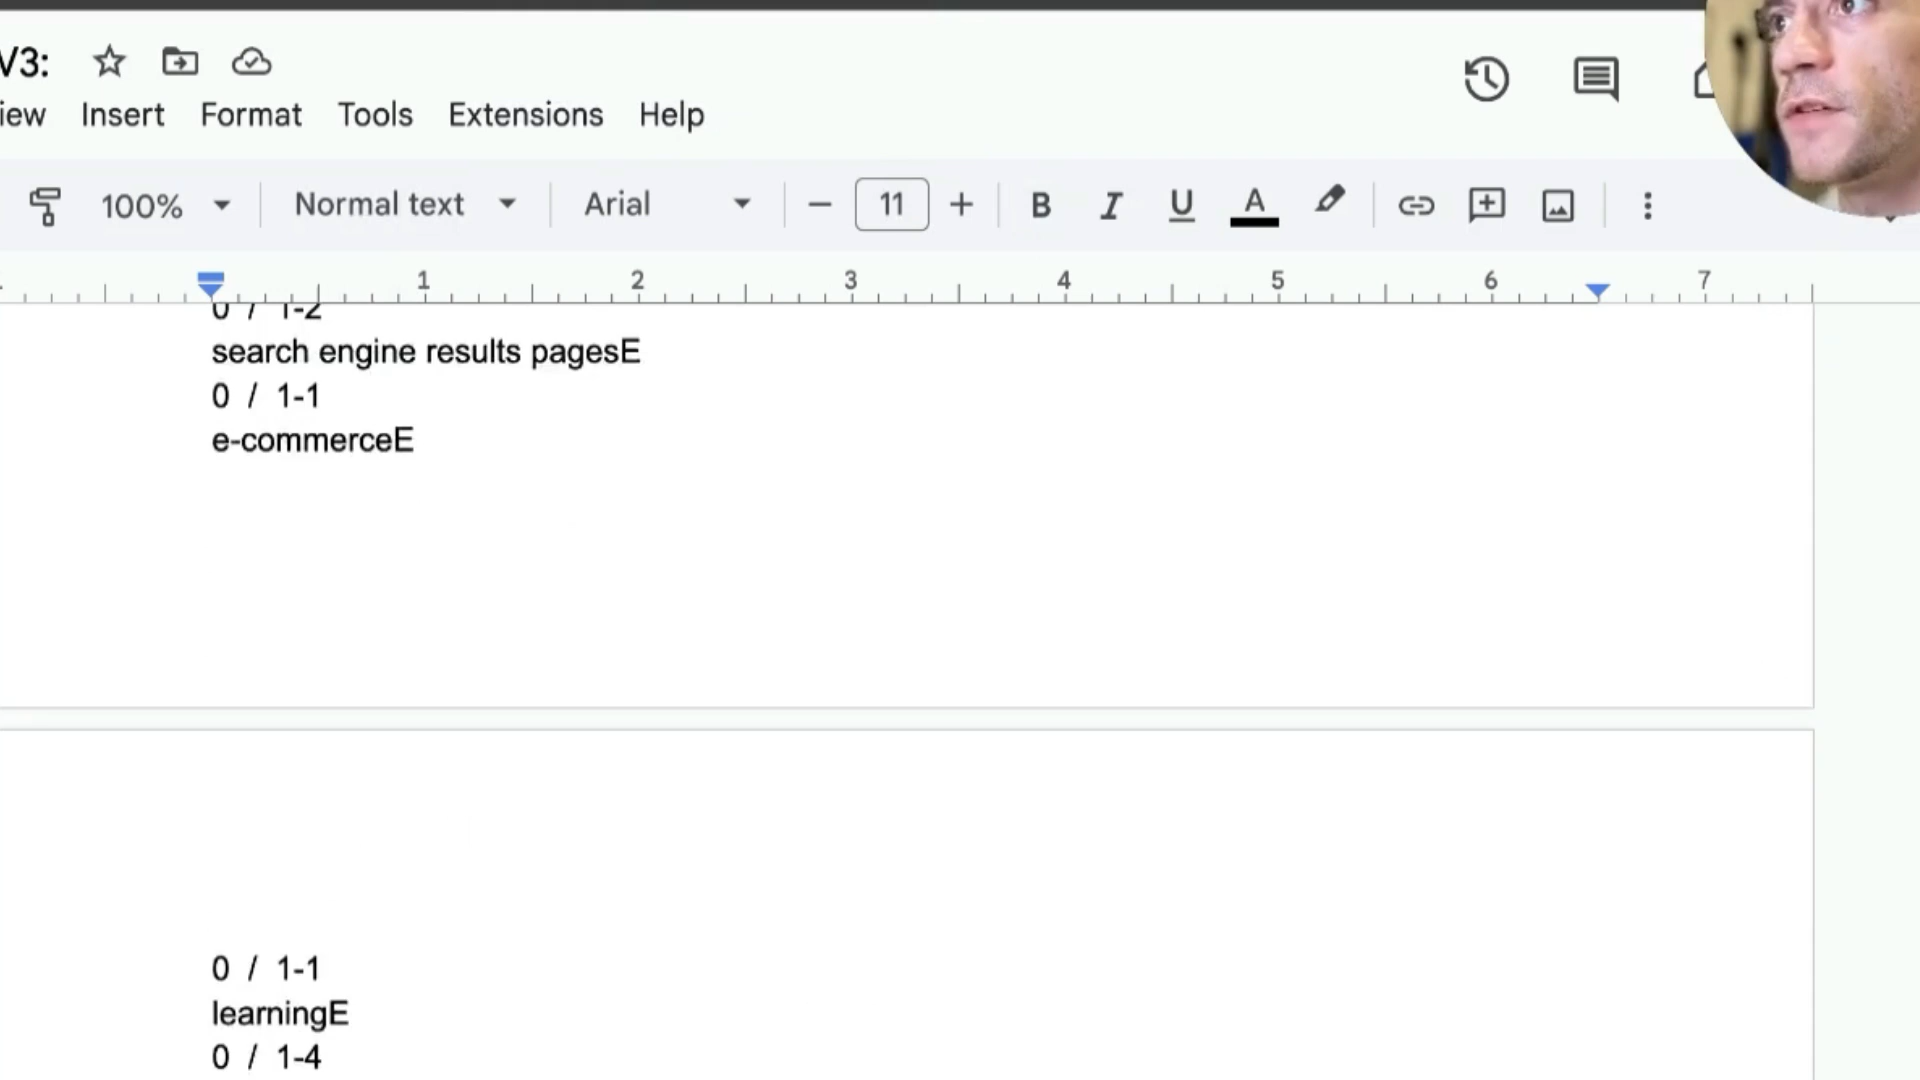 V3:
iew Insert Format Tools Extensions Help
100% Normal text Arial 11 B I U A
1 2 3 4 5 6 7
0 / 1-2
search engine results pagesE
0 / 1-1
e-commerceE
0 / 1-1
learningE
0 / 1-4